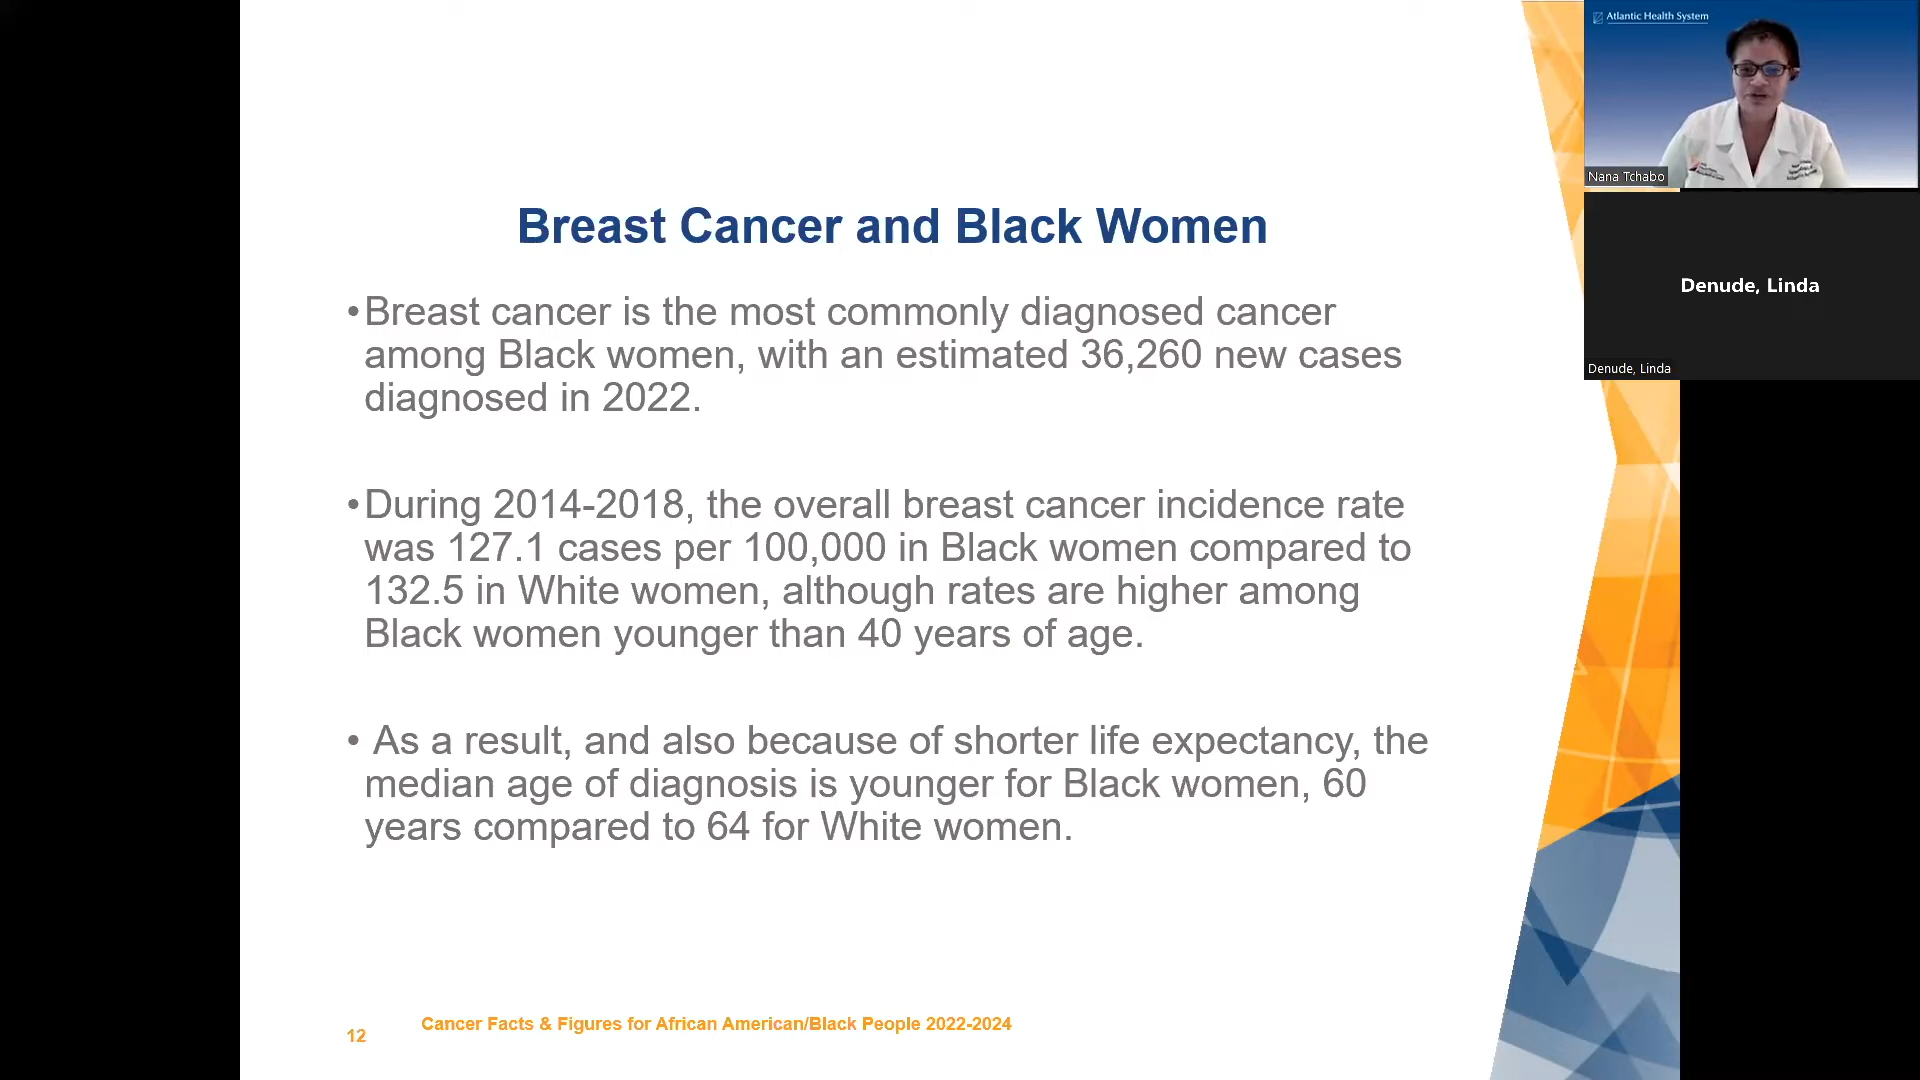 Breast Cancer and Black Women
•Breast cancer is the most commonly diagnosed cancer
among Black women, with an estimated 36,260 new cases
diagnosed in 2022.
•During 2014-2018, the overall breast cancer incidence rate
was 127.1 cases per 100,000 in Black women compared to
132.5 in White women, although rates are higher among
Black women younger than 40 years of age.
• As a result, and also because of shorter life expectancy, the
median age of diagnosis is younger for Black women, 60
years compared to 64 for White women.
Cancer Facts & Figures for African American/Black People 2022-2024
12
Atlantic Health System
Nana Tchabo
Denude, Linda
Denude, Linda